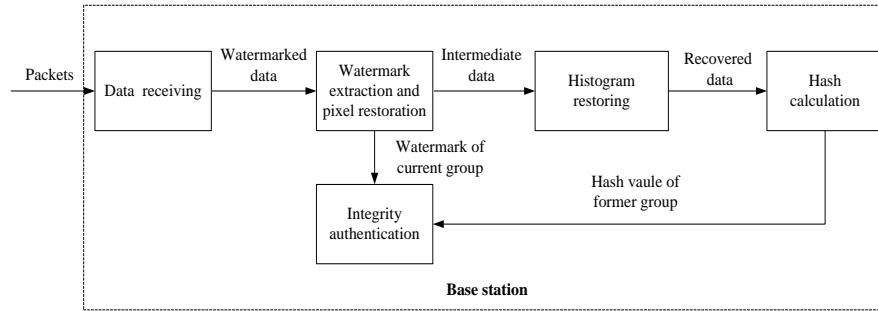 Packets
Data receiving
Watermarked
data
Watermark
extraction and
pixel restoration
Intermediate
data
Histogram
restoring
Recovered
data
Hash
calculation
Watermark of
current group
Hash vaule of
former group
Integrity
authentication
Base station